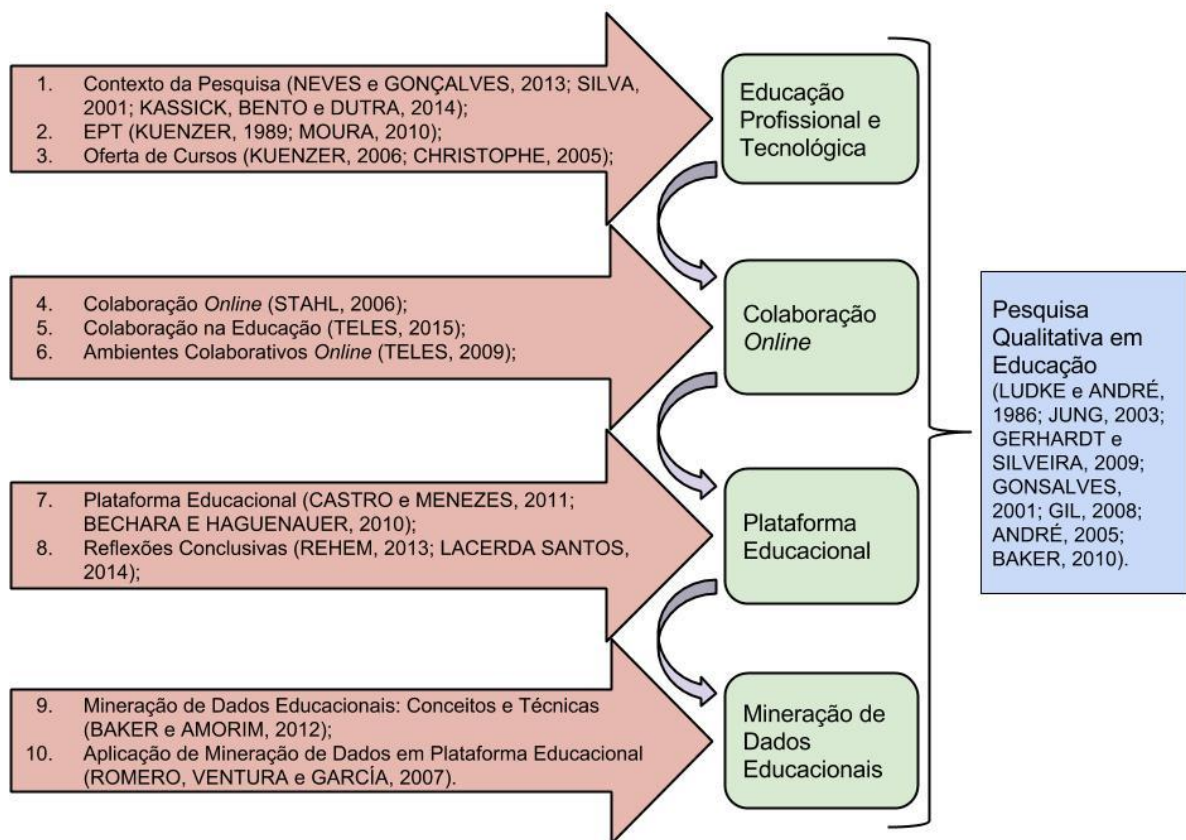 1. Contexto da Pesquisa (NEVES e GONÇALVES, 2013; SILVA,
2001; KASSICK, BENTO e DUTRA, 2014);
2. EPT (KUENZER, 1989; MOURA, 2010);
3. Oferta de Cursos (KUENZER, 2006; CHRISTOPHE, 2005);
Educação
Profissional e
Tecnológica
4. Colaboração Online (STAHL, 2006);
5. Colaboração na Educação (TELES, 2015);
6. Ambientes Colaborativos Online (TELES, 2009);
Colaboração
Online
7. Plataforma Educacional (CASTRO e MENEZES, 2011;
BECHARA E HAGUENAUER, 2010);
8. Reflexões Conclusivas (REHEM, 2013; LACERDA SANTOS,
2014);
Plataforma
Educacional
9. Mineração de Dados Educacionais: Conceitos e Técnicas
(BAKER e AMORIM, 2012);
10. Aplicação de Mineração de Dados em Plataforma Educacional
(ROMERO, VENTURA e GARCÍA, 2007).
Mineração de
Dados
Educacionais
Pesquisa
Qualitativa em
Educação
(LUDKE e ANDRÉ,
1986; JUNG, 2003;
GERHARDT e
SILVEIRA, 2009;
GONSALVES,
2001; GIL, 2008;
ANDRÉ, 2005;
BAKER, 2010).